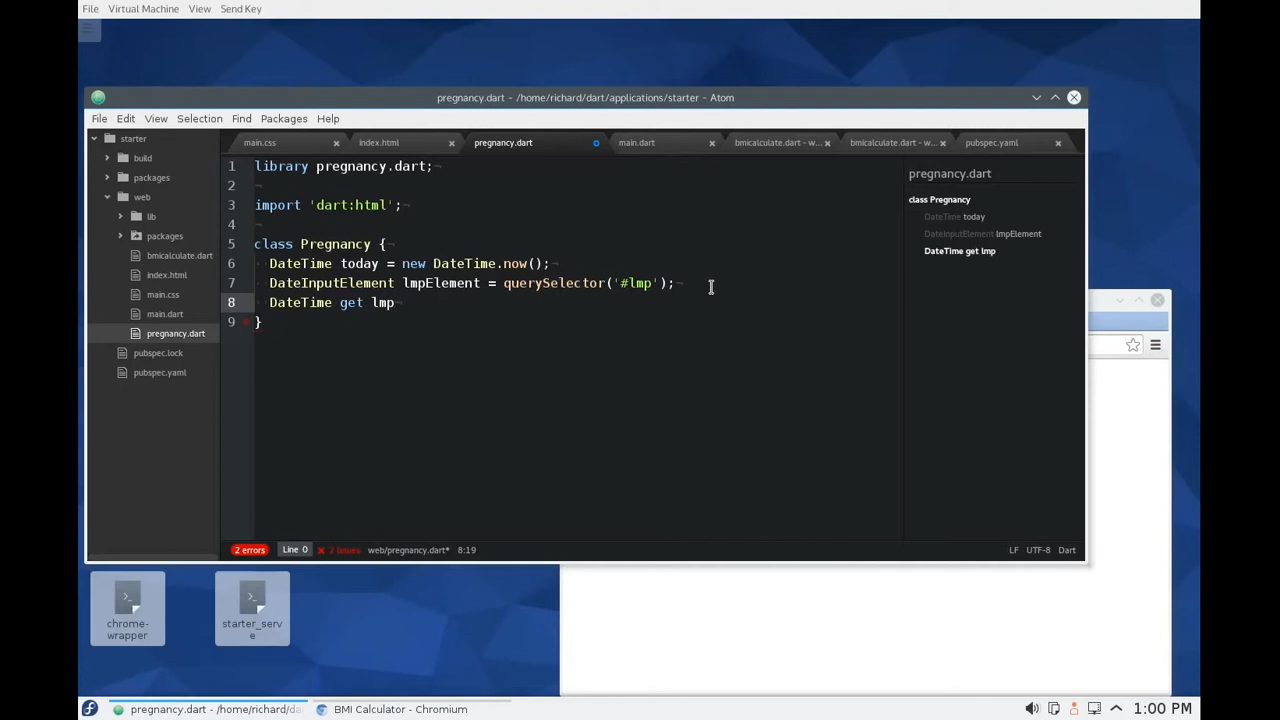 File Virtual Machine View Send Key
pregnancy.dart - /home/richard/dart/applications/starter - Atom
File Edit View Selection Find Packages Help
starter
build
packages
web
lib
packages
bmicalculate.dart
index.html
main.css
main.dart
pregnancy.dart
pubspec.lock
pubspec.yaml
main.css index.html pregnancy.dart main.dart bmicalculate.dart - w... bmicalculate.dart - w... pubspec.yaml
1 library pregnancy.dart;
2
3 import 'dart:html';
4
5 class Pregnancy {
6 DateTime today = new DateTime.now();
7 DateInputElement lmpElement = querySelector('#lmp');
8 DateTime get lmp
9 }
pregnancy.dart
class Pregnancy
DateTime today
DateInputElement lmpElement
DateTime get lmp
2 errors Line 0 2 Issues web/pregnancy.dart* 8:19 LF UTF-8 Dart
chrome-
wrapper
starter_serv
e
pregnancy.dart - /home/richard/da
BMI Calculator - Chromium
1:00 PM